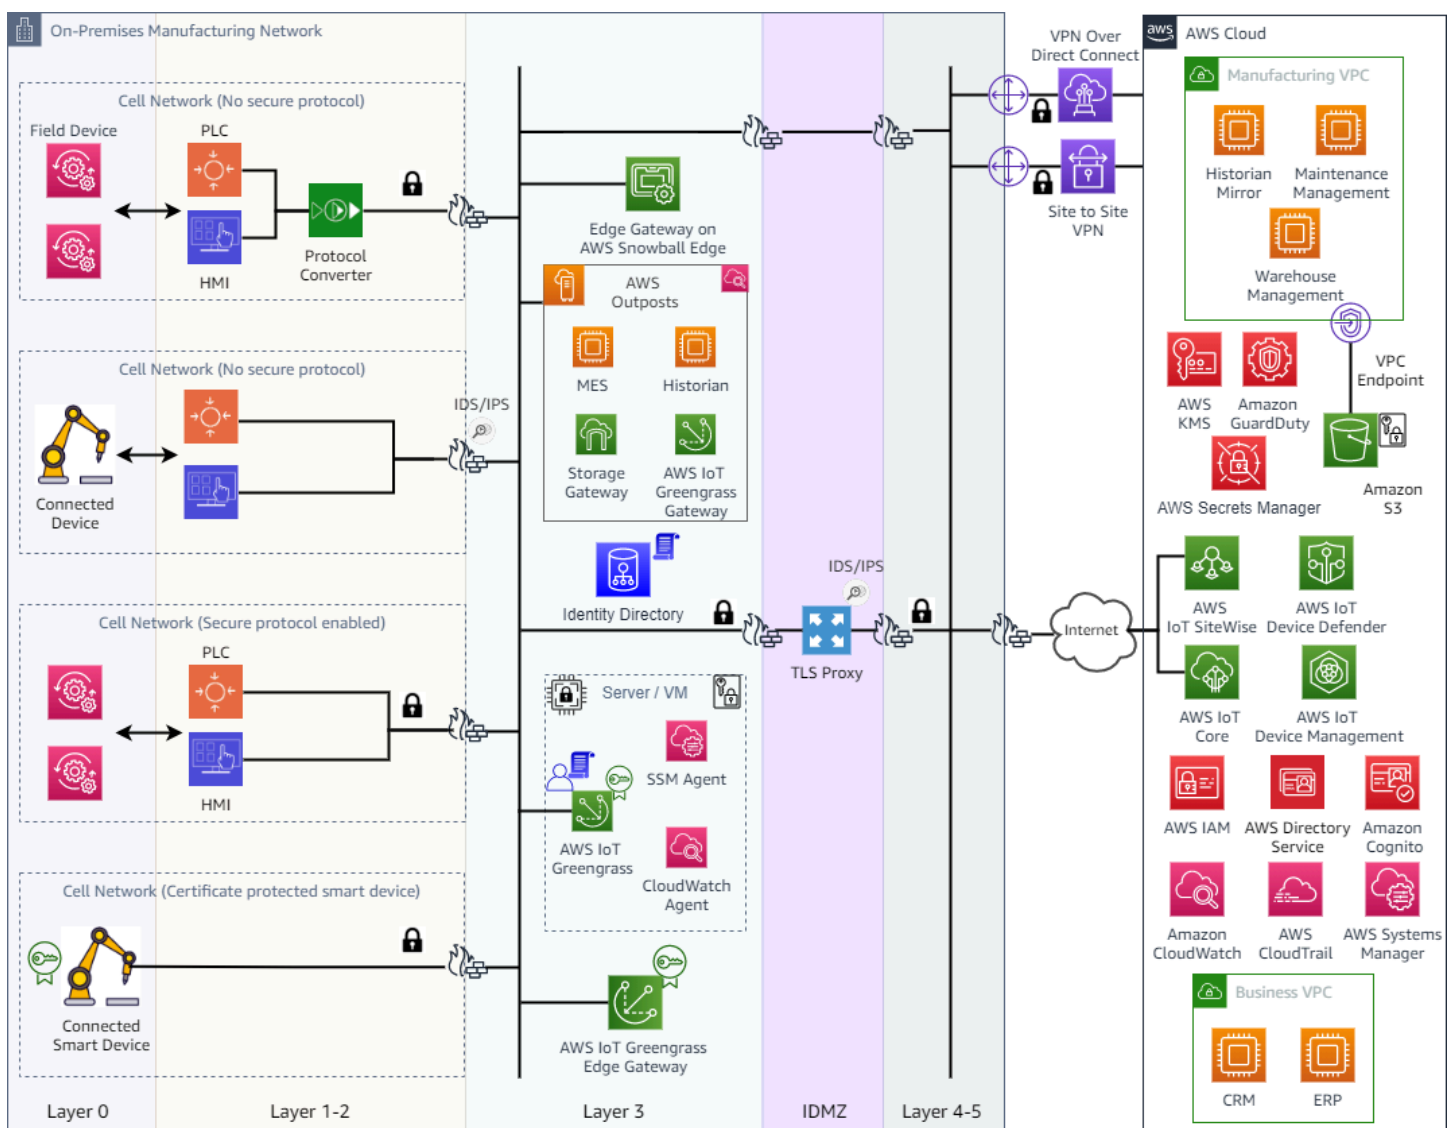 On-Premises Manufacturing Network
Cell Network (No secure protocol)
Field Device
PLC
HMI
Protocol
Converter
Cell Network (No secure protocol)
IDS/IPS
Connected
Device
Cell Network (Secure protocol enabled)
PLC
HMI
Cell Network (Certificate protected smart device)
Connected
Smart Device
Edge Gateway on
AWS Snowball Edge
AWS
Outposts
MES
Historian
Storage
Gateway
AWS IoT
Greengrass
Gateway
Identity Directory
Server / VM
SSM Agent
AWS IoT
Greengrass
CloudWatch
Agent
AWS IoT Greengrass
Edge Gateway
IDS/IPS
TLS Proxy
Layer 0
Layer 1-2
Layer 3
IDMZ
Layer 4-5
VPN Over
Direct Connect
Site to Site
VPN
Internet
aws
AWS Cloud
Manufacturing VPC
Historian
Mirror
Maintenance
Management
Warehouse
Management
VPC
Endpoint
AWS
KMS
Amazon
GuardDuty
AWS Secrets Manager
Amazon
S3
AWS
IoT SiteWise
AWS IoT
Device Defender
AWS IoT
Core
AWS IoT
Device Management
AWS IAM
AWS Directory
Service
Amazon
Cognito
Amazon
CloudWatch
AWS
CloudTrail
AWS Systems
Manager
Business VPC
CRM
ERP